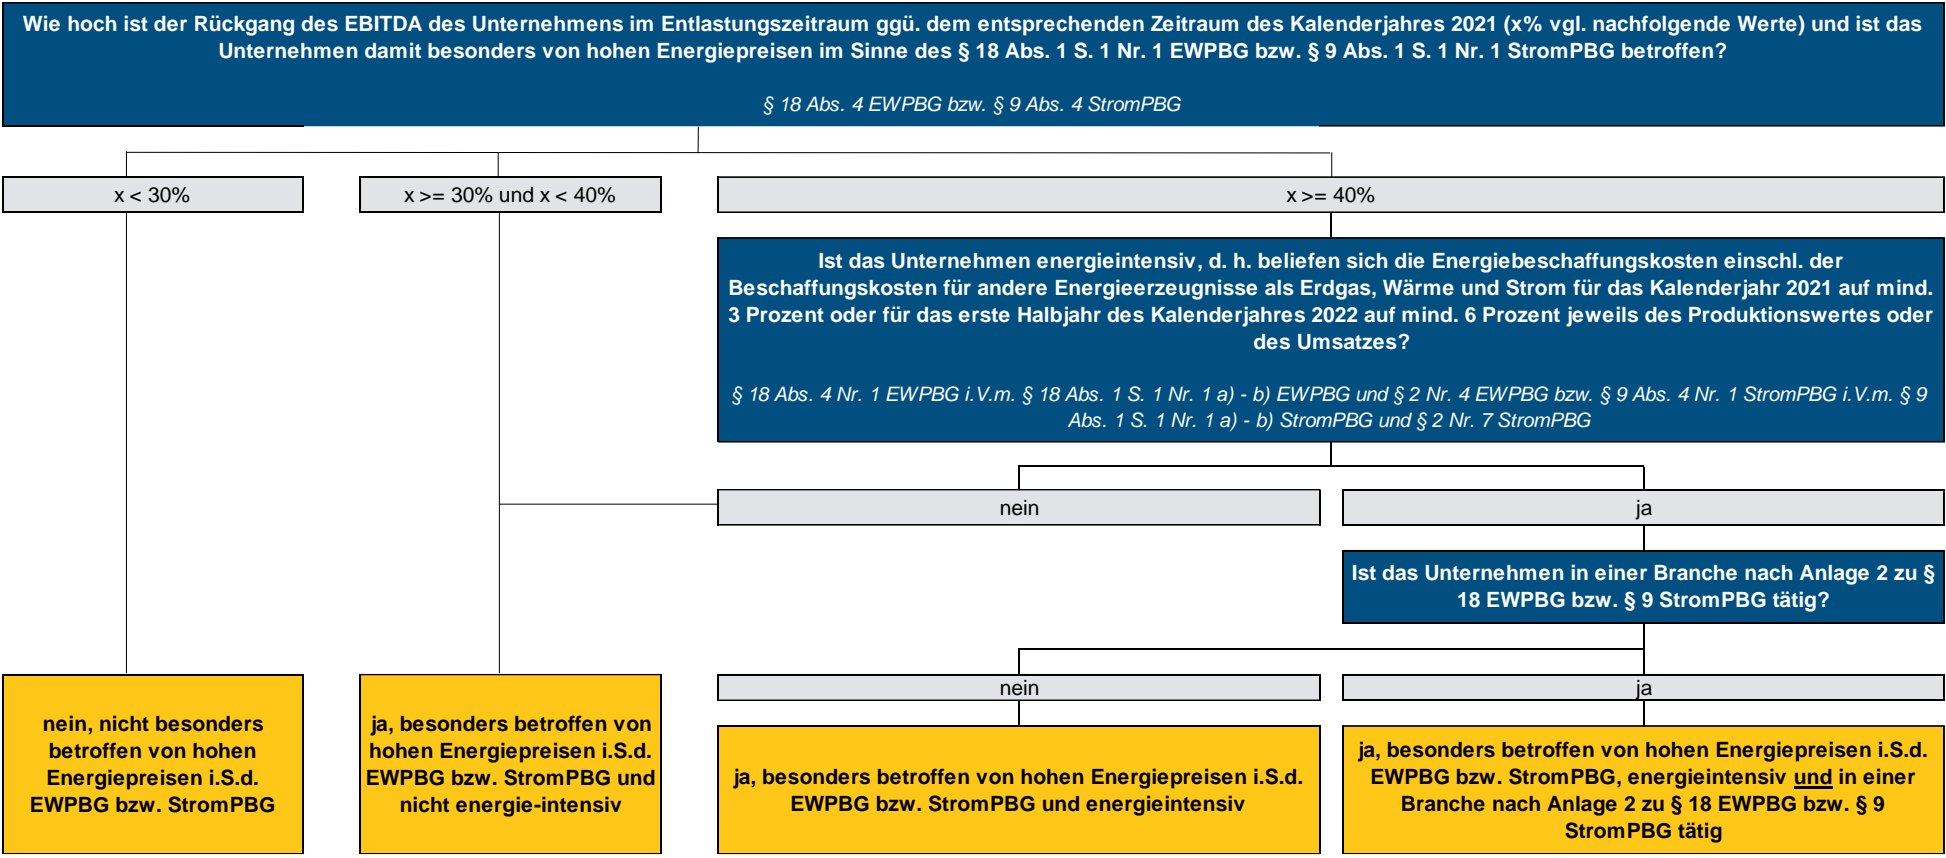 Wie hoch ist der Rückgang des EBITDA des Unternehmens im Entlastungszeitraum ggü. dem entsprechenden Zeitraum des Kalenderjahres 2021 (x% vgl. nachfolgende Werte) und ist das
Unternehmen damit besonders von hohen Energiepreisen im Sinne des § 18 Abs. 1 S. 1 Nr. 1 EWPBG bzw. § 9 Abs. 1 S. 1 Nr. 1 StromPBG betroffen?
§ 18 Abs. 4 EWPBG bzw. § 9 Abs. 4 StromPBG
x < 30%
x >= 30% und x < 40%
x >= 40%
Ist das Unternehmen energieintensiv, d. h. beliefen sich die Energiebeschaffungskosten einschl. der
Beschaffungskosten für andere Energieerzeugnisse als Erdgas, Wärme und Strom für das Kalenderjahr 2021 auf mind.
3 Prozent oder für das erste Halbjahr des Kalenderjahres 2022 auf mind. 6 Prozent jeweils des Produktionswertes oder
des Umsatzes?
§ 18 Abs. 4 Nr. 1 EWPBG i.V.m. § 18 Abs. 1 S. 1 Nr. 1 a) - b) EWPBG und § 2 Nr. 4 EWPBG bzw. § 9 Abs. 4 Nr. 1 StromPBG i.V.m. § 9
Abs. 1 S. 1 Nr. 1 a) - b) StromPBG und § 2 Nr. 7 StromPBG
nein
ja
Ist das Unternehmen in einer Branche nach Anlage 2 zu §
18 EWPBG bzw. § 9 StromPBG tätig?
nein
ja
nein, nicht besonders
betroffen von hohen
Energiepreisen i.S.d.
EWPBG bzw. StromPBG
ja, besonders betroffen von
hohen Energiepreisen i.S.d.
EWPBG bzw. StromPBG und
nicht energie-intensiv
ja, besonders betroffen von hohen Energiepreisen i.S.d.
EWPBG bzw. StromPBG und energieintensiv
ja, besonders betroffen von hohen Energiepreisen i.S.d.
EWPBG bzw. StromPBG, energieintensiv und in einer
Branche nach Anlage 2 zu § 18 EWPBG bzw. § 9
StromPBG tätig